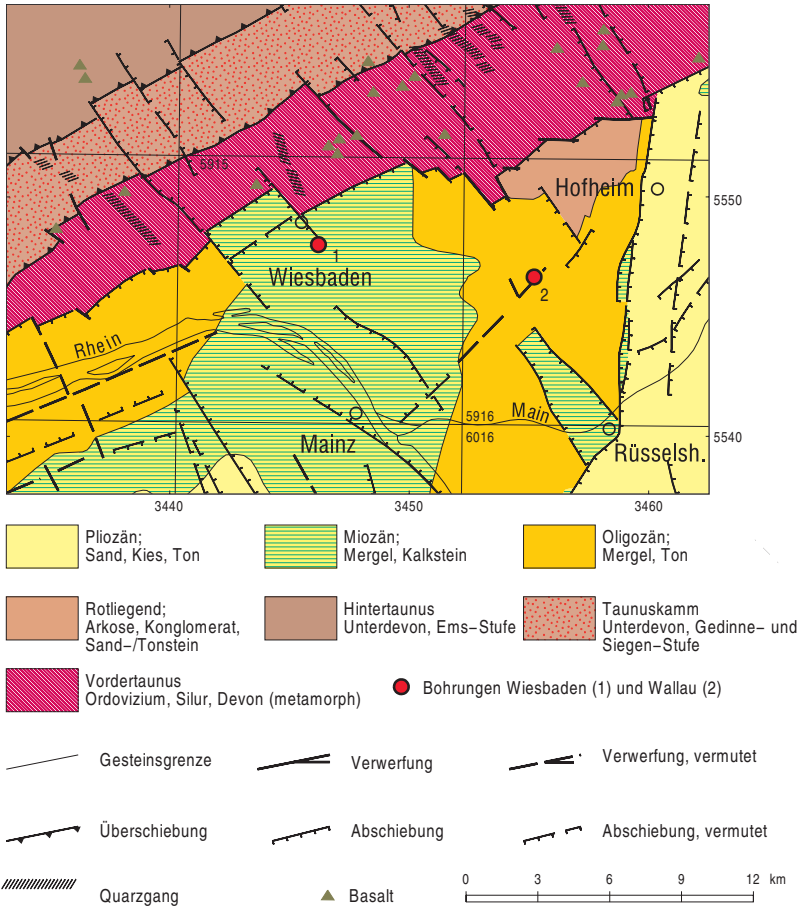 5915
Hofheim
5550
1
Wiesbaden
2
Rhein
5916
Main
6016
5540
Mainz
Rüsselsh.
3440
3450
3460
Pliozän;
Sand, Kies, Ton
Miozän;
Mergel, Kalkstein
Oligozän;
Mergel, Ton
Rotliegend;
Arkose, Konglomerat,
Sand–/Tonstein
Hintertaunus
Unterdevon, Ems–Stufe
Taunuskamm
Unterdevon, Gedinne– und
Siegen–Stufe
Vordertaunus
Ordovizium, Silur, Devon (metamorph)
Bohrungen Wiesbaden (1) und Wallau (2)
Gesteinsgrenze
Verwerfung
Verwerfung, vermutet
Überschiebung
Abschiebung
Abschiebung, vermutet
Quarzgang
Basalt
0 3 6 9 12 km